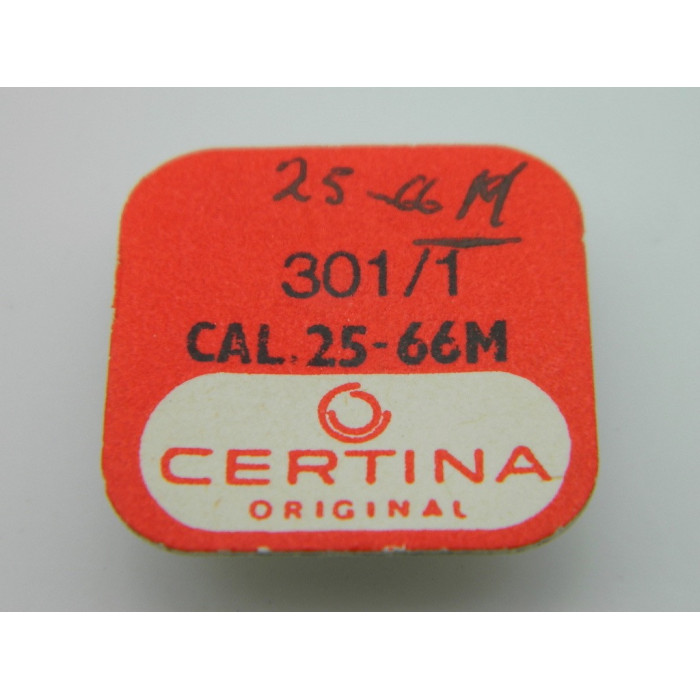 25-66M
301/1
CAL. 25-66M
CERTINA
ORIGINAL